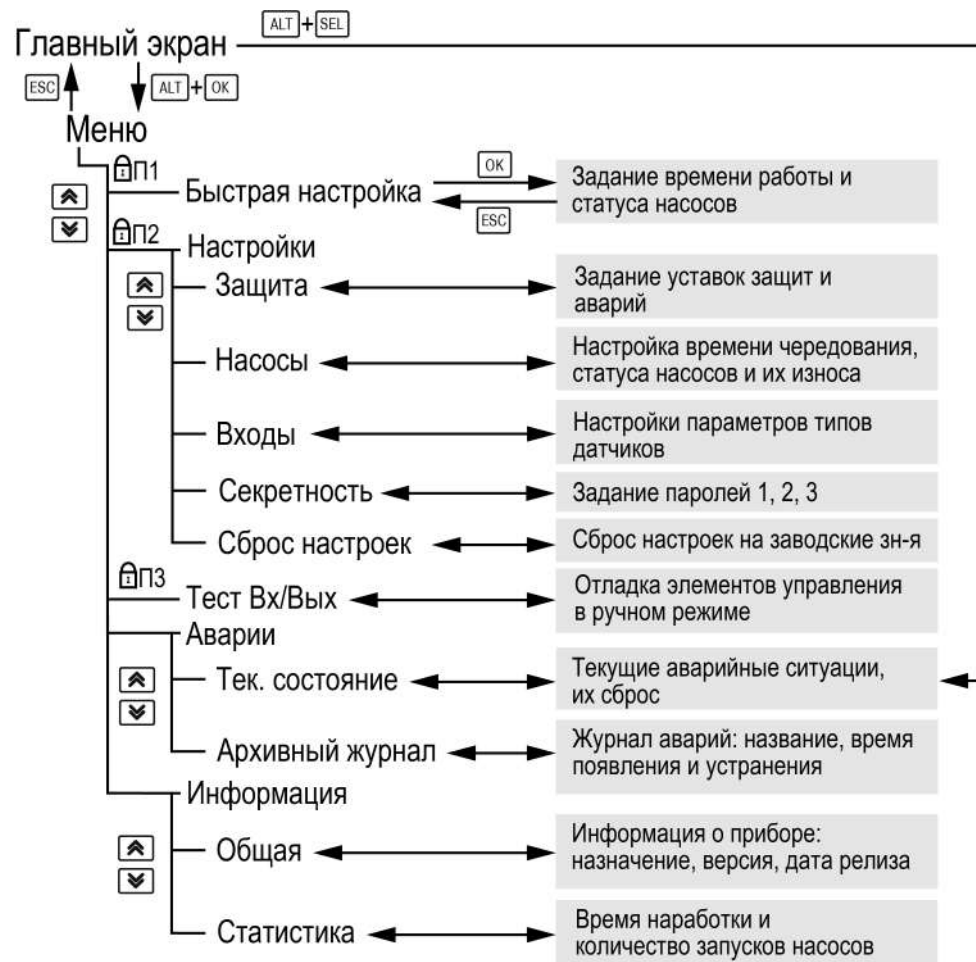 ALT + SEL
Главный экран
ESC ALT + OK
Меню
П1
Быстрая настройка
OK
ESC
Задание времени работы и
статуса насосов
П2
Настройки
Защита
Задание уставок защит и
аварий
Насосы
Настройка времени чередования,
статуса насосов и их износа
Входы
Настройки параметров типов
датчиков
Секретность
Задание паролей 1, 2, 3
Сброс настроек
Сброс настроек на заводские зн-я
П3
Тест Вх/Вых
Отладка элементов управления
в ручном режиме
Аварии
Тек. состояние
Текущие аварийные ситуации,
их сброс
Архивный журнал
Журнал аварий: название, время
появления и устранения
Информация
Общая
Информация о приборе:
назначение, версия, дата релиза
Статистика
Время наработки и
количество запусков насосов